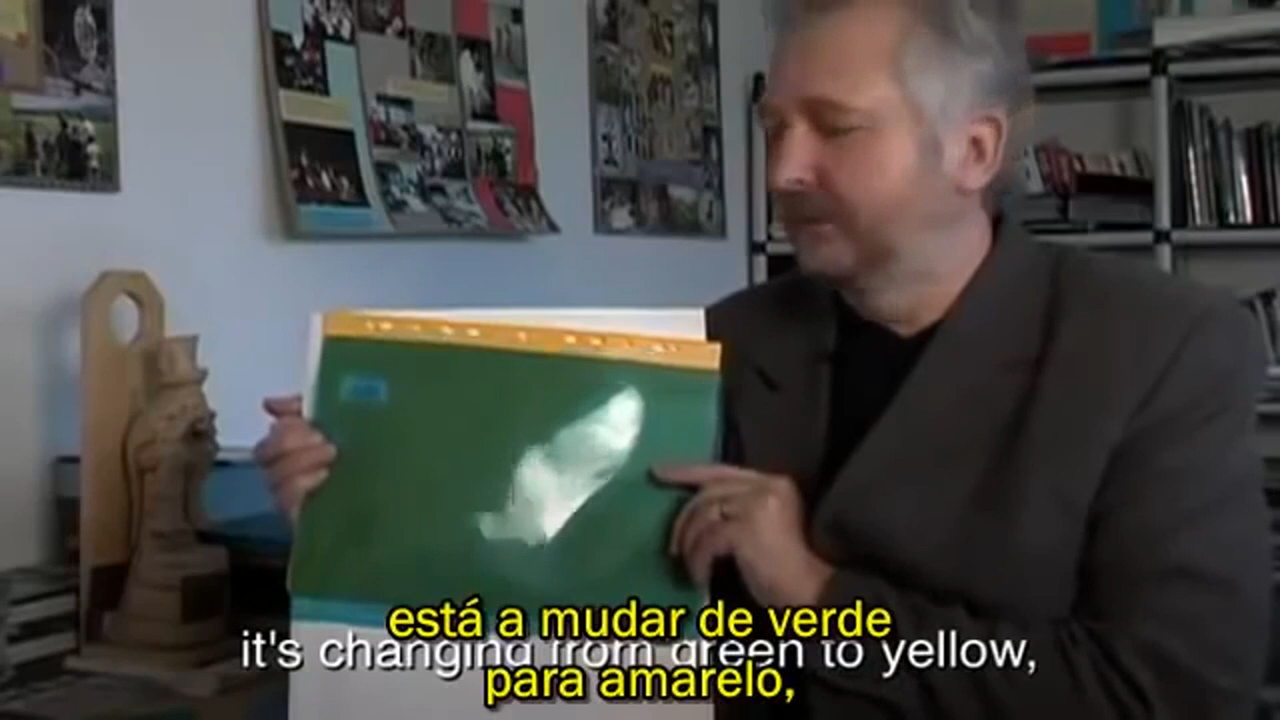 está a mudar de verde
it's changing from green to yellow,
para amarelo,